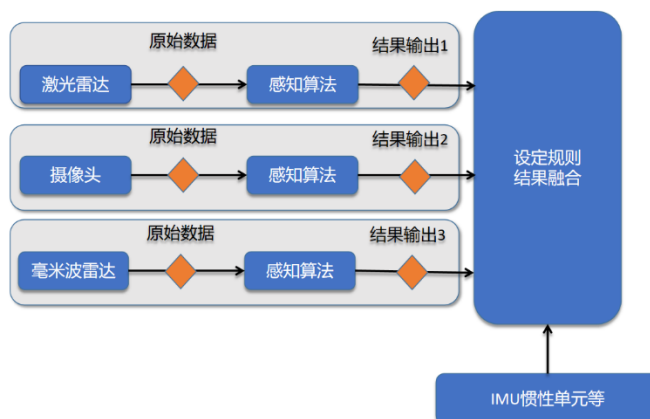 原始数据
结果输出1
激光雷达
感知算法
原始数据
结果输出2
摄像头
感知算法
原始数据
结果输出3
毫米波雷达
感知算法
设定规则
结果融合
IMU惯性单元等